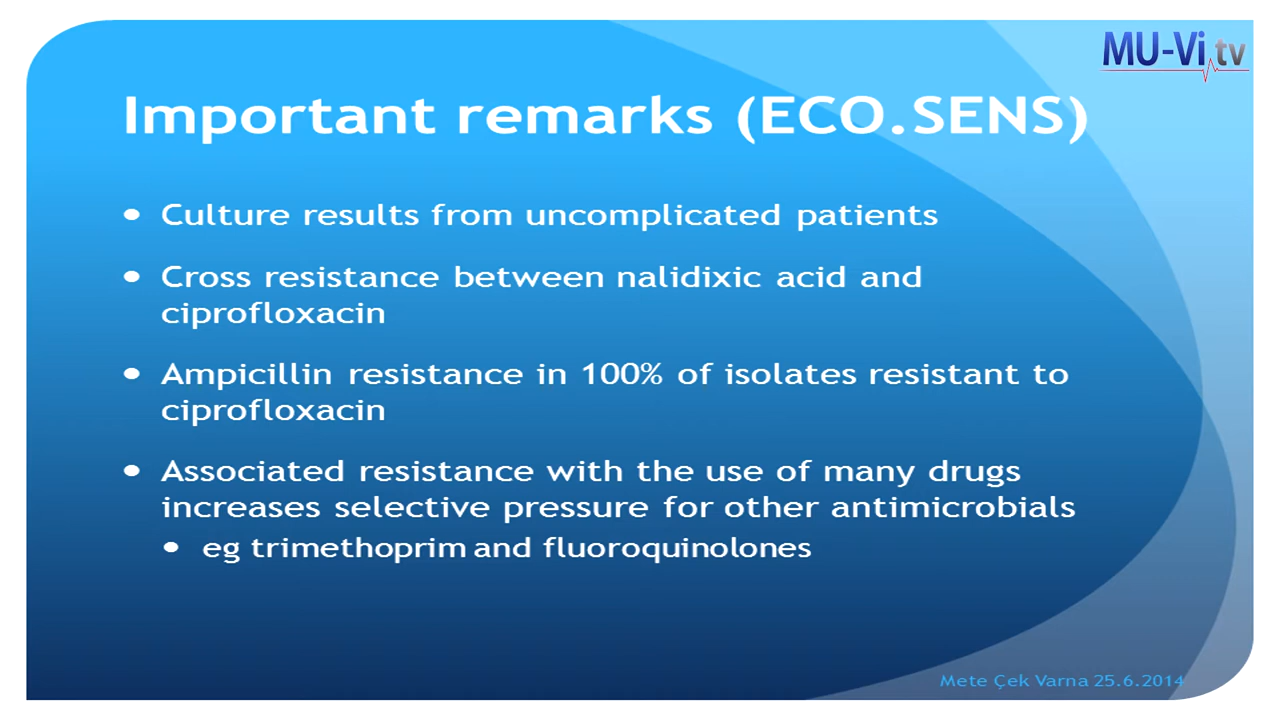 MU-Vi.tv
Important remarks (ECO.SENS)
• Culture results from uncomplicated patients
• Cross resistance between nalidixic acid and
ciprofloxacin
• Ampicillin resistance in 100% of isolates resistant to
ciprofloxacin
• Associated resistance with the use of many drugs
increases selective pressure for other antimicrobials
• eg trimethoprim and fluoroquinolones
Mete Çek Varna 25.6.2014